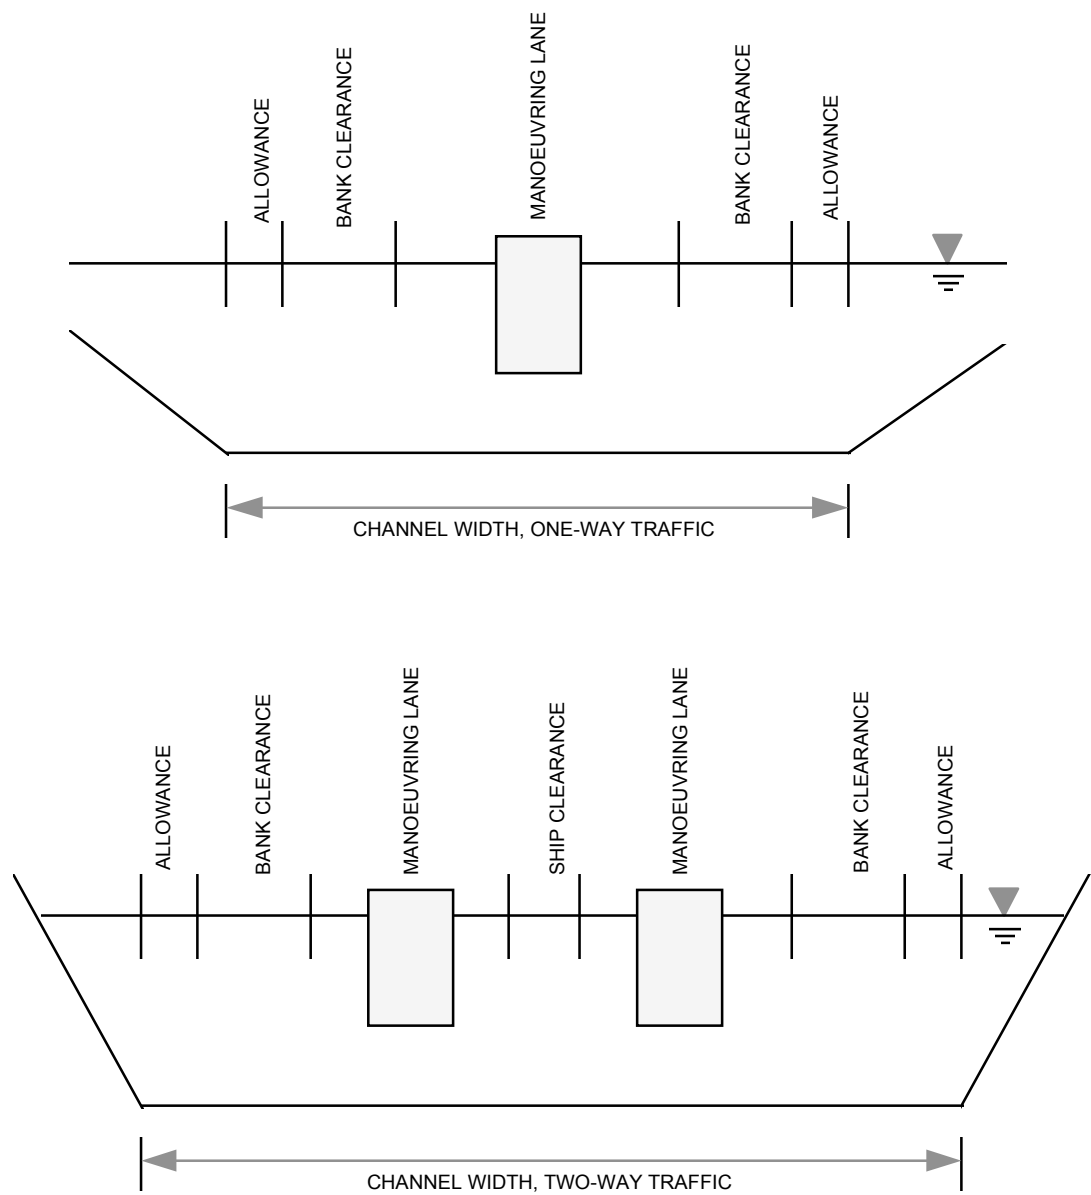 ALLOWANCE
BANK CLEARANCE
MANOEUVRING LANE
BANK CLEARANCE
ALLOWANCE
CHANNEL WIDTH, ONE-WAY TRAFFIC
ALLOWANCE
BANK CLEARANCE
MANOEUVRING LANE
SHIP CLEARANCE
MANOEUVRING LANE
BANK CLEARANCE
ALLOWANCE
CHANNEL WIDTH, TWO-WAY TRAFFIC